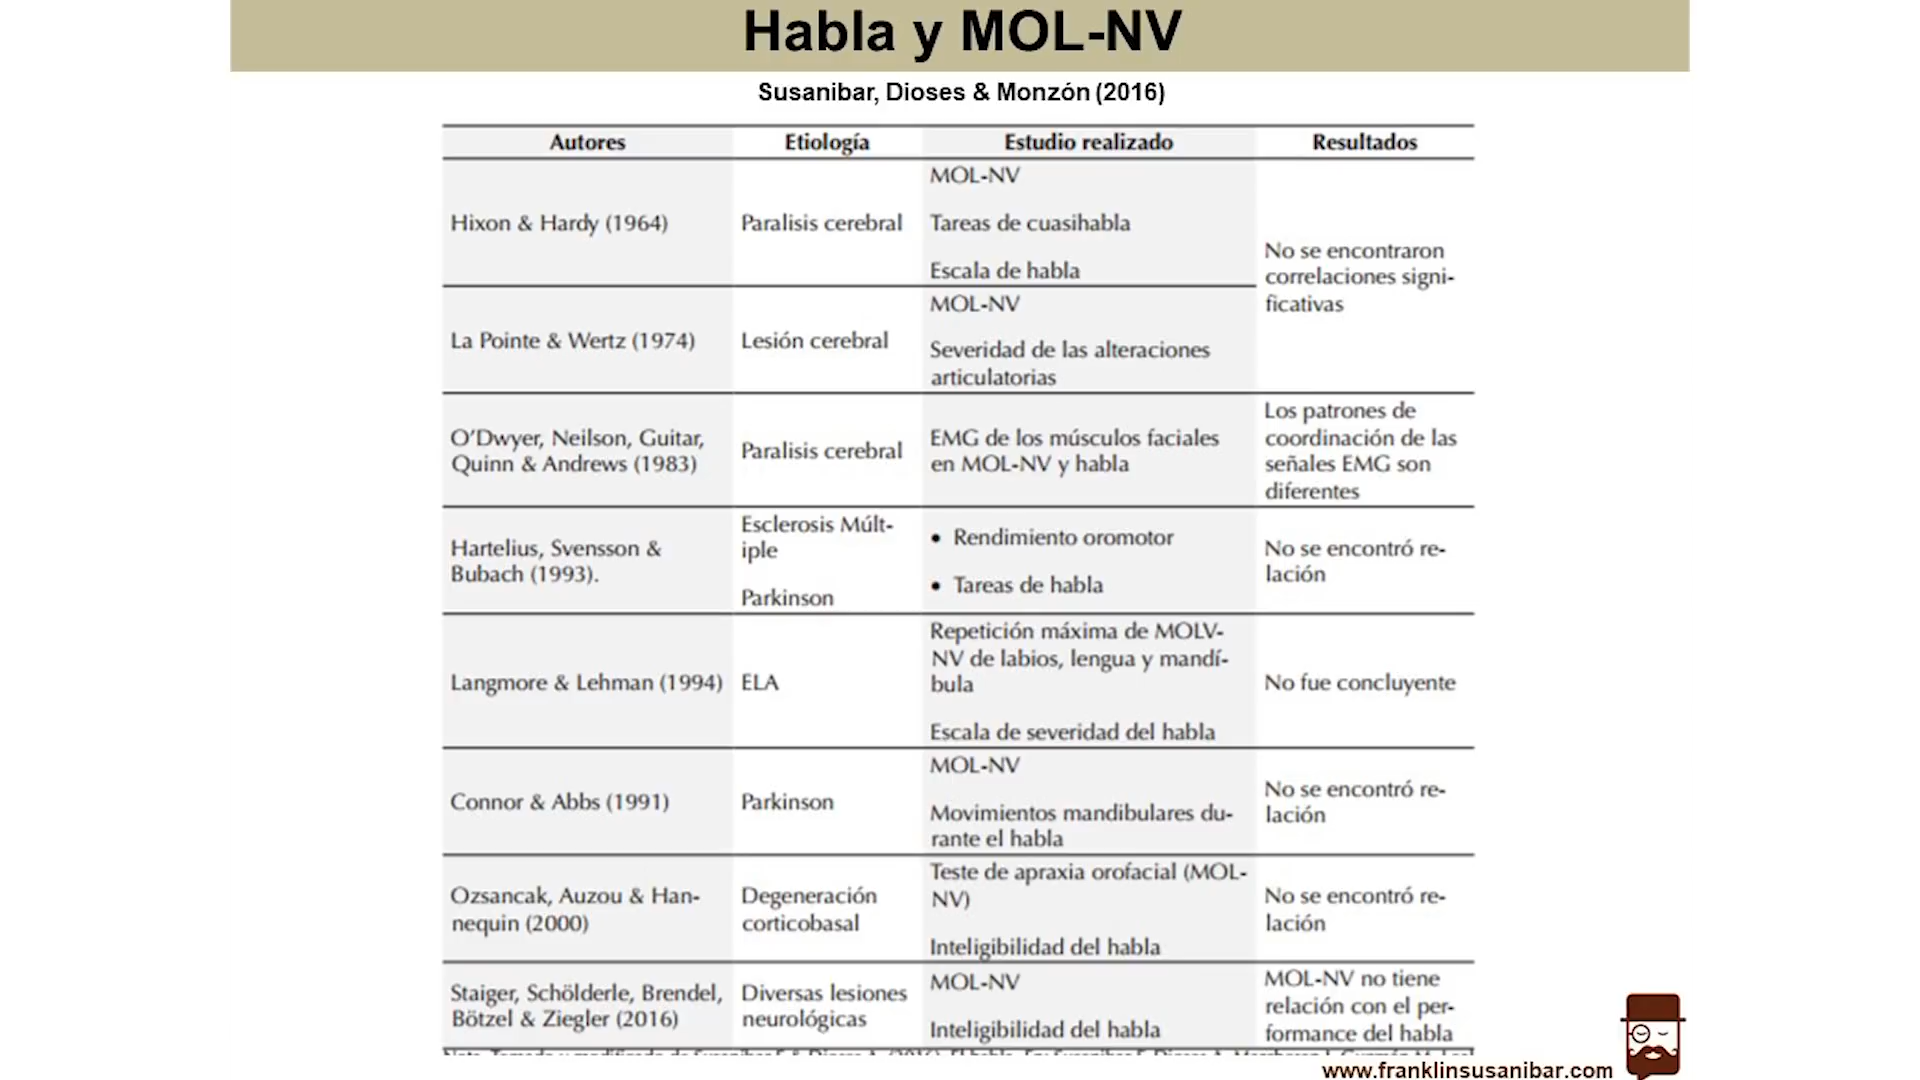 Habla y MOL-NV
Susanibar, Dioses & Monzón (2016)
Autores Etiología Estudio realizado Resultados
Hixon & Hardy (1964)
Paralisis cerebral
MOL-NV
Tareas de cuasihabla
Escala de habla
No se encontraron
correlaciones signi-
ficativas
La Pointe & Wertz (1974)
Lesión cerebral
MOL-NV
Severidad de las alteraciones
articulatorias
O’Dwyer, Neilson, Guitar,
Quinn & Andrews (1983)
Paralisis cerebral
EMG de los músculos faciales
en MOL-NV y habla
Los patrones de
coordinación de las
señales EMG son
diferentes
Hartelius, Svensson &
Bubach (1993).
Esclerosis Múlt-
iple
Parkinson
• Rendimiento oromotor
• Tareas de habla
No se encontró re-
lación
Langmore & Lehman (1994)
ELA
Repetición máxima de MOLV-
NV de labios, lengua y mandí-
bula
Escala de severidad del habla
No fue concluyente
Connor & Abbs (1991)
Parkinson
MOL-NV
Movimientos mandibulares du-
rante el habla
No se encontró re-
lación
Ozsancak, Auzou & Han-
nequin (2000)
Degeneración
corticobasal
Teste de apraxia orofacial (MOL-
NV)
Inteligibilidad del habla
No se encontró re-
lación
Staiger, Schölderle, Brendel,
Bötzel & Ziegler (2016)
Diversas lesiones
neurológicas
MOL-NV
Inteligibilidad del habla
MOL-NV no tiene
relación con el per-
formance del habla
www.franklinsusanibar.com